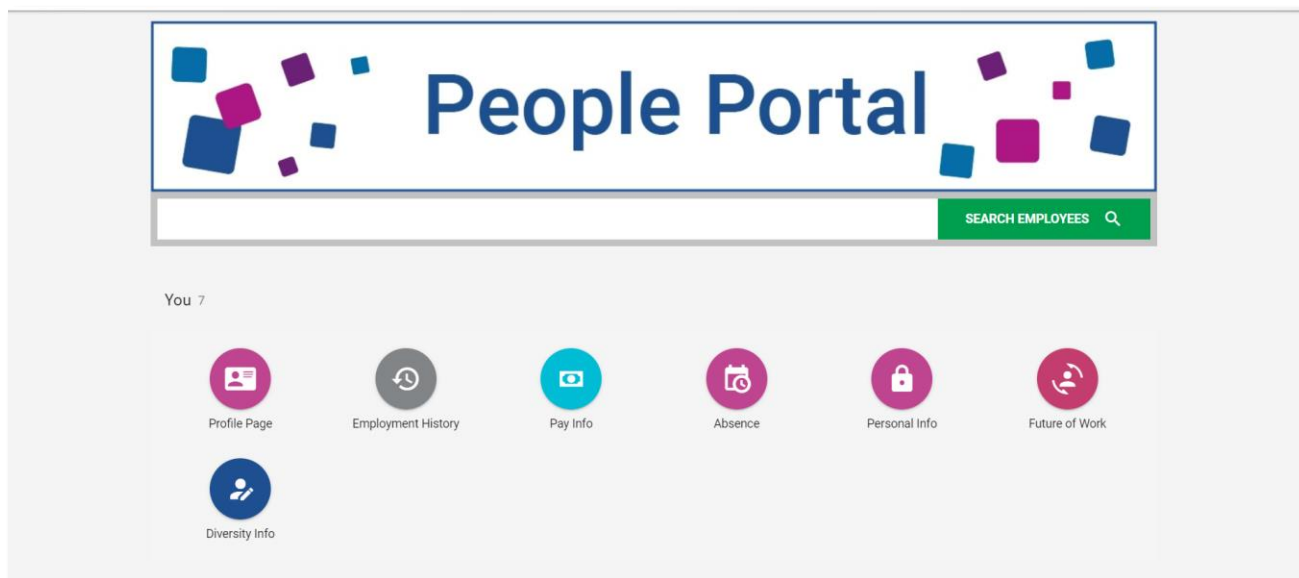 People Portal
SEARCH EMPLOYEES
You 7
Profile Page
Employment History
Pay Info
Absence
Personal Info
Future of Work
Diversity Info